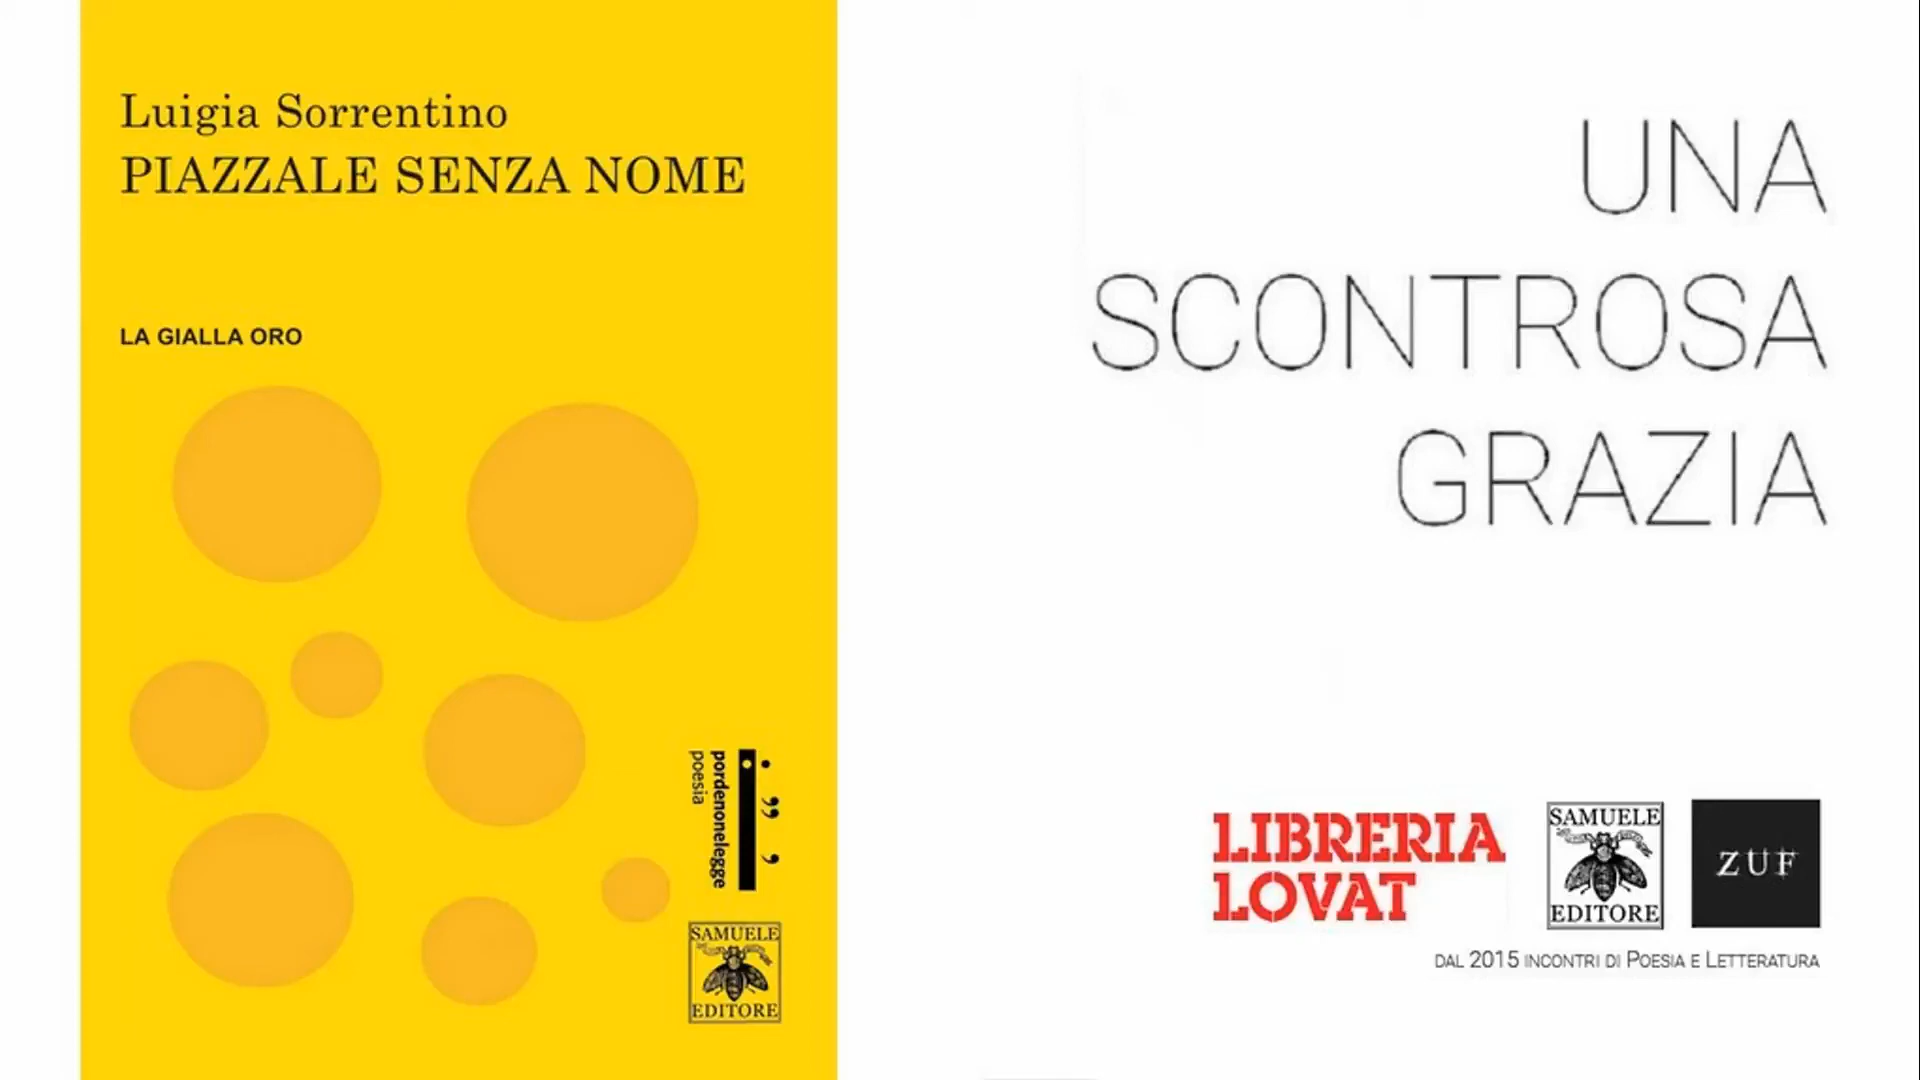 Luigia Sorrentino
PIAZZALE SENZA NOME
LA GIALLA ORO
pordenonelegge
poesia
SAMUELE
EDITORE
UNA
SCONTROSA
GRAZIA
LIBRERIA
LOVAT
SAMUELE
EDITORE
ZUF
DAL 2015 INCONTRI DI POESIA E LETTERATURA